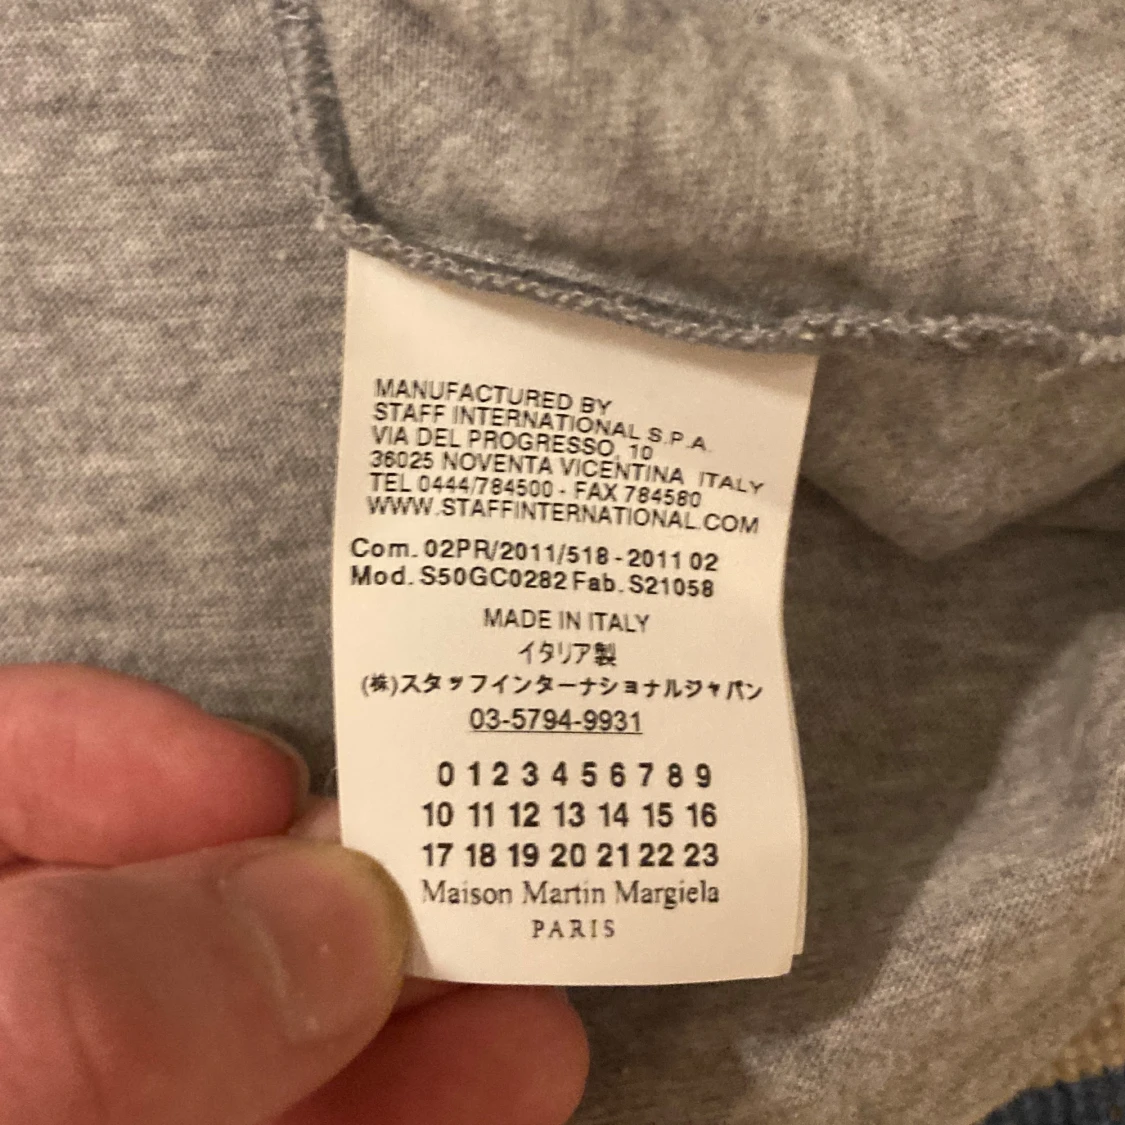 MANUFACTURED BY
STAFF INTERNATIONAL S.P.A.
VIA DEL PROGRESSO, 10
36025 NOVENTA VICENTINA ITALY
TEL 0444/784500 - FAX 784580
WWW.STAFFINTERNATIONAL.COM
Com. 02PR/2011/518 - 2011 02
Mod. S50GC0282 Fab. S21058
MADE IN ITALY
イタリア製
(株)スタッフインターナショナルジャパン
03-5794-9931
0 1 2 3 4 5 6 7 8 9
10 11 12 13 14 15 16
17 18 19 20 21 22 23
Maison Martin Margiela
PARIS